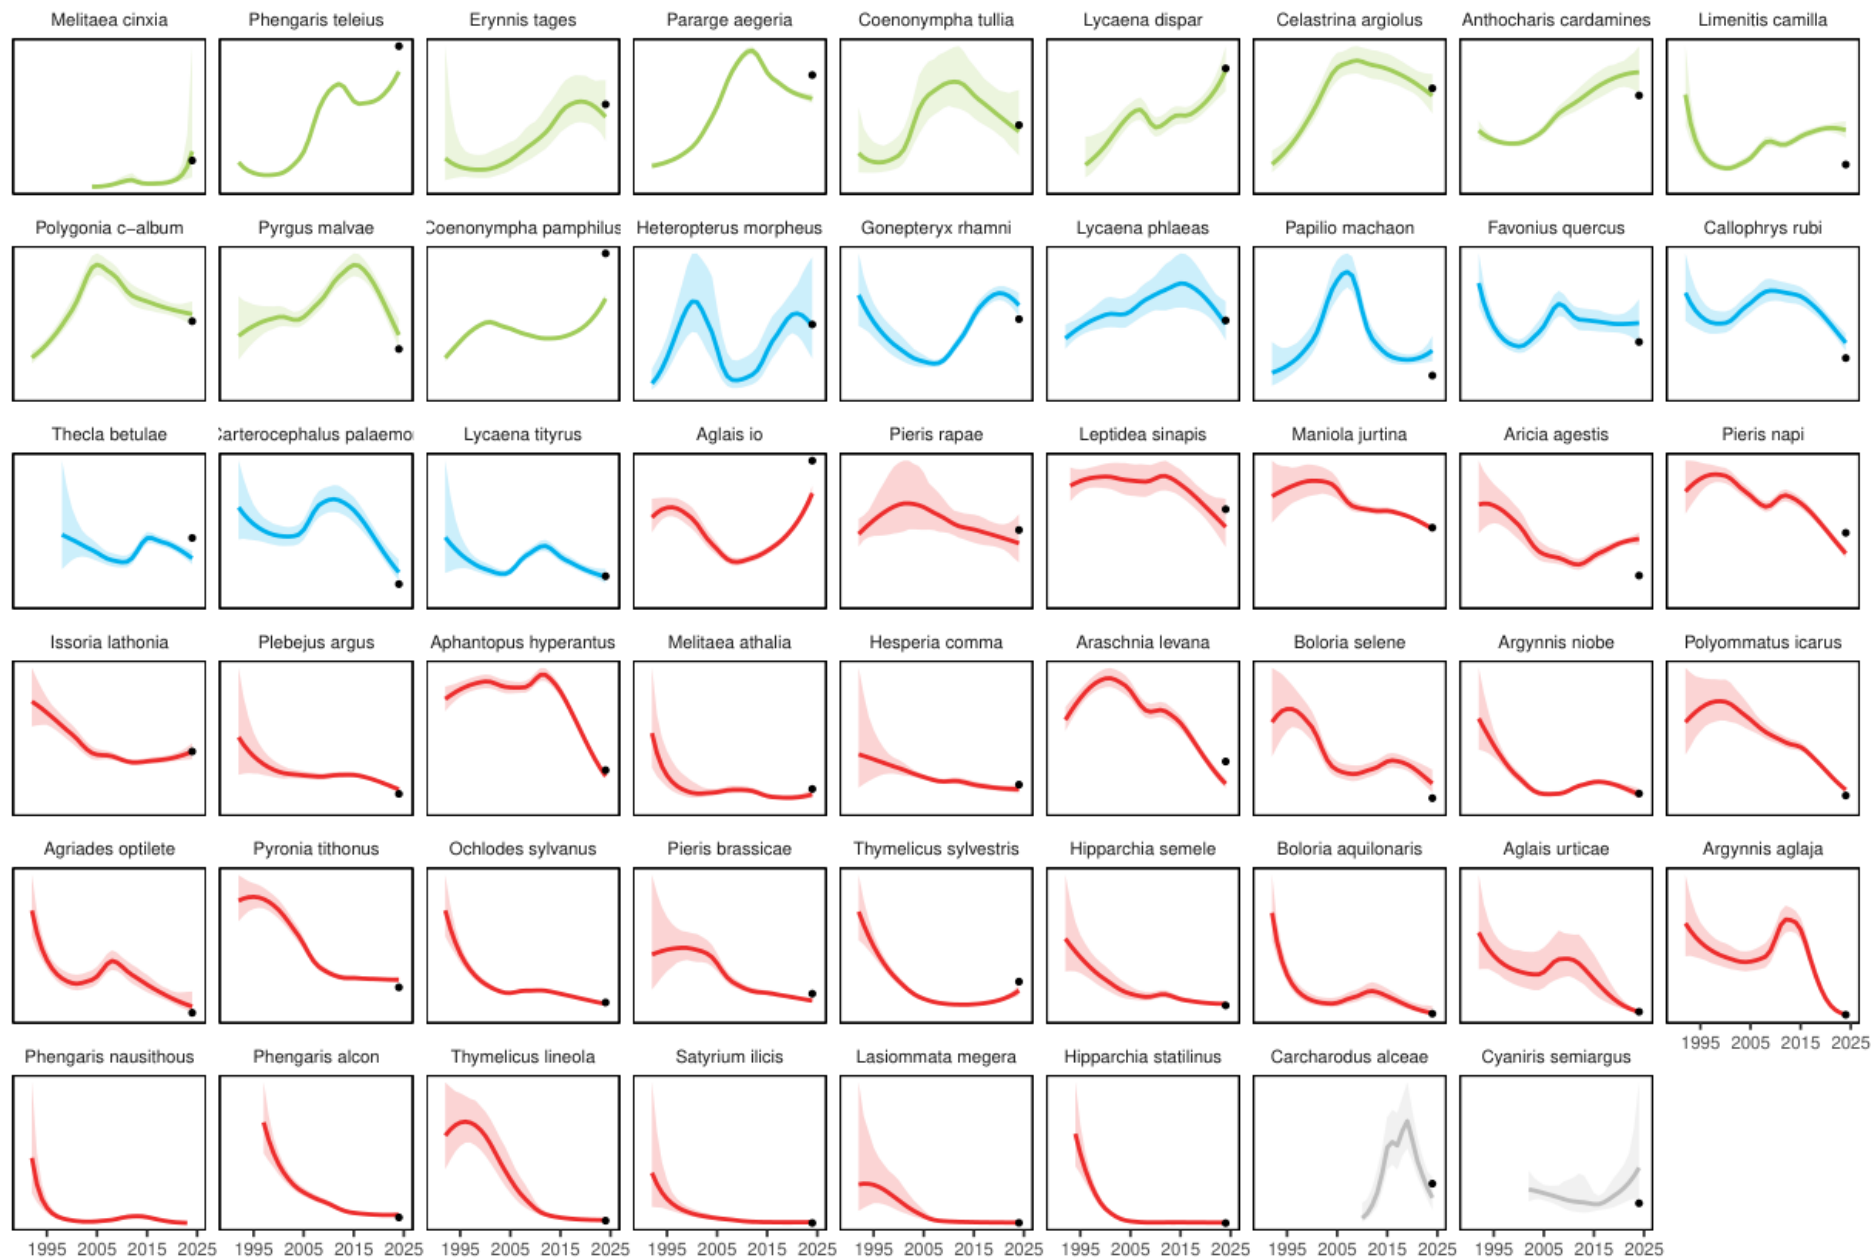 Melitaea cinxia Phengaris teleius Erynnis tages Pararge aegeria Coenonympha tullia Lycaena dispar Celastrina argiolus Anthocharis cardamines Limenitis camilla
Polygonia c−album Pyrgus malvae Coenonympha pamphilus Heteropterus morpheus Gonepteryx rhamni Lycaena phlaeas Papilio machaon Favonius quercus Callophrys rubi
Thecla betulae Carterocephalus palaemo Lycaena tityrus Aglais io Pieris rapae Leptidea sinapis Maniola jurtina Aricia agestis Pieris napi
Issoria lathonia Plebejus argus Aphantopus hyperantus Melitaea athalia Hesperia comma Araschnia levana Boloria selene Argynnis niobe Polyommatus icarus
Agriades optilete Pyronia tithonus Ochlodes sylvanus Pieris brassicae Thymelicus sylvestris Hipparchia semele Boloria aquilonaris Aglais urticae Argynnis aglaja
1995 2005 2015 2025
Phengaris nausithous Phengaris alcon Thymelicus lineola Satyrium ilicis Lasiommata megera Hipparchia statilinus Carcharodus alceae Cyaniris semiargus
1995 2005 2015 2025 1995 2005 2015 2025 1995 2005 2015 2025 1995 2005 2015 2025 1995 2005 2015 2025 1995 2005 2015 2025 1995 2005 2015 2025 1995 2005 2015 2025